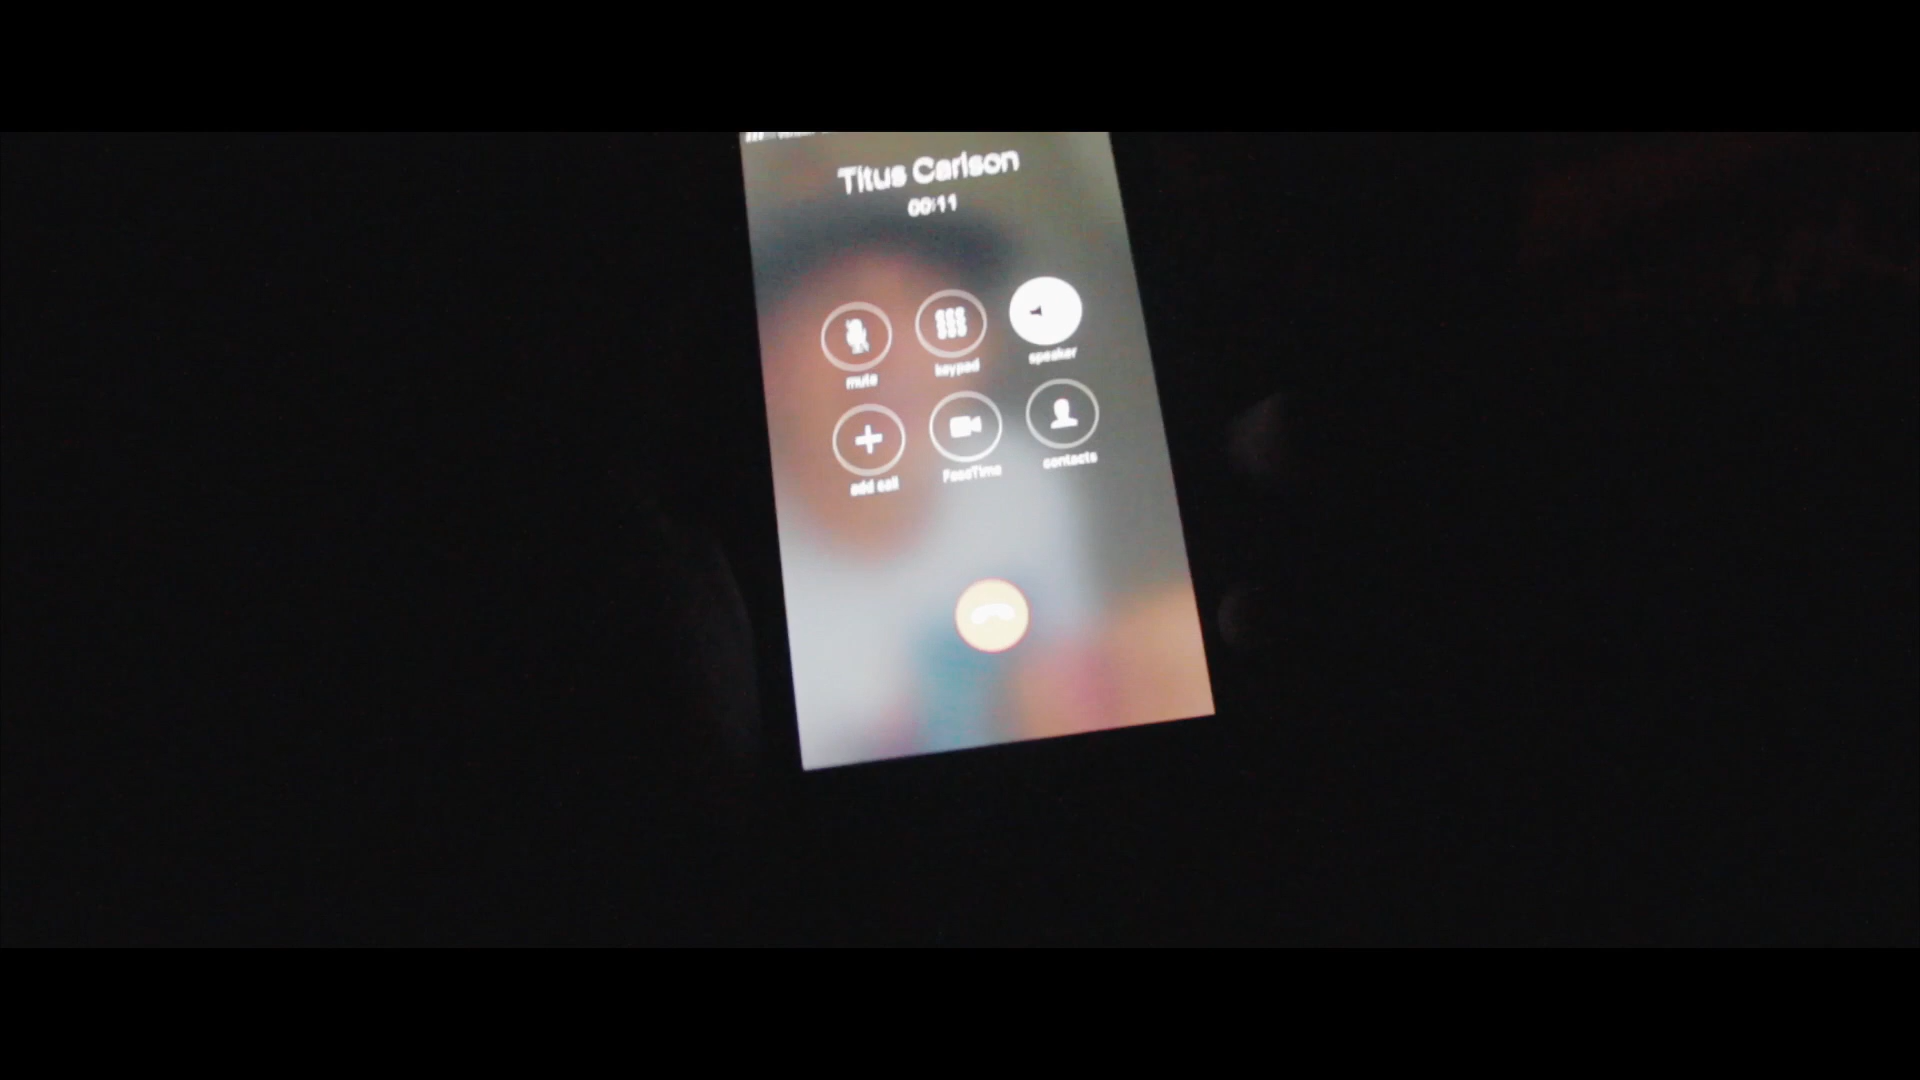 Titus Carlson
00:11
mute keypad speaker
add call FaceTime contacts